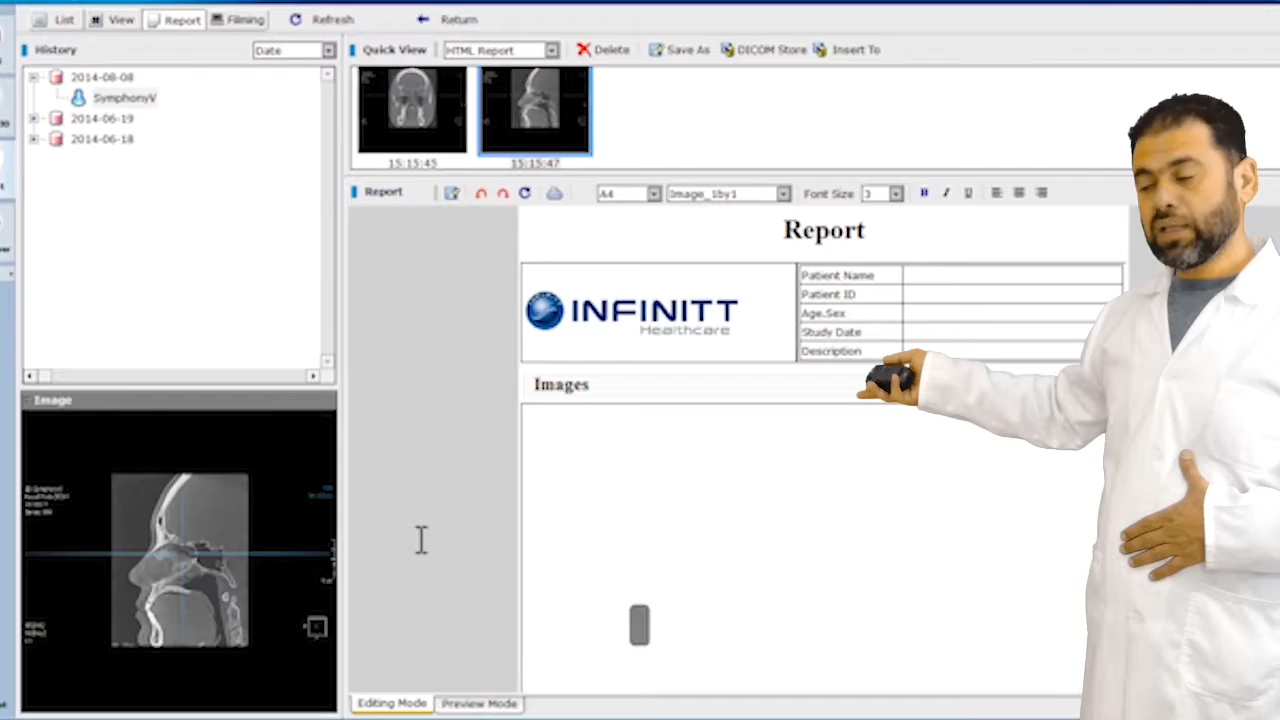 List View Report Filming Refresh Return
History Date
2014-08-08
SymphonyV
2014-06-19
2014-06-18
Image
Quick View HTML Report Delete Save As DICOM Store Insert To
15:15:45 15:15:47
Report A4 Image_1by1 Font Size 3 B I U
Report
INFINITT
Healthcare
Patient Name
Patient ID
Age.Sex
Study Date
Description
Images
Editing Mode Preview Mode